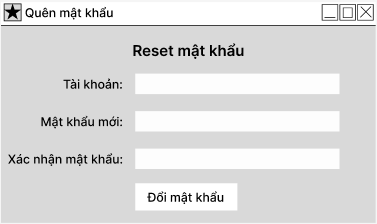 Quên mật khẩu
Reset mật khẩu
Tài khoản:
Mật khẩu mới:
Xác nhận mật khẩu:
Đổi mật khẩu